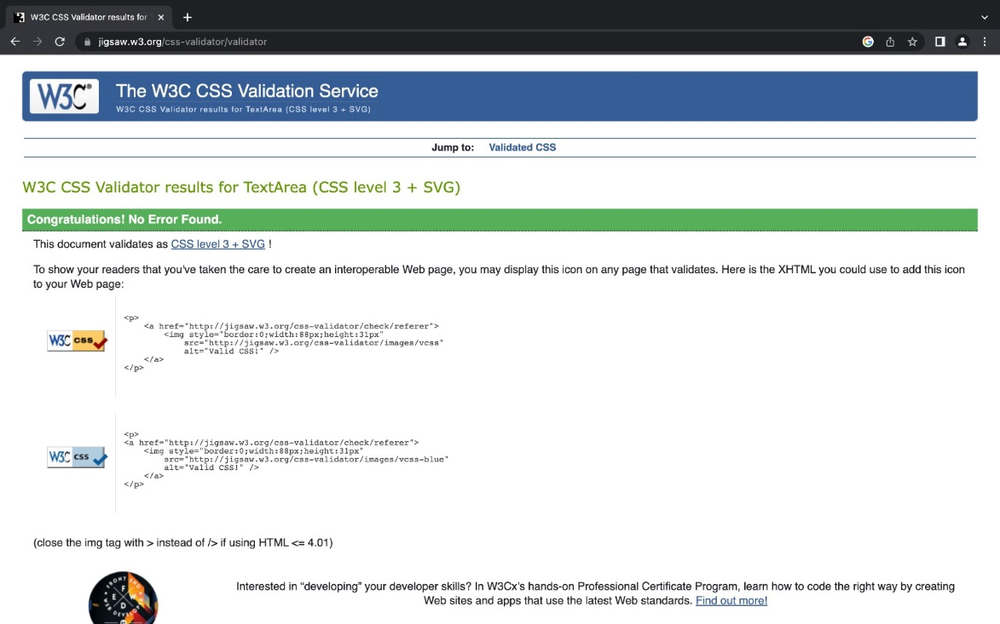 W3C CSS Validator results for
jigsaw.w3.org/css-validator/validator
W3C®
The W3C CSS Validation Service
W3C CSS Validator results for TextArea (CSS level 3 + SVG)
Jump to: Validated CSS
W3C CSS Validator results for TextArea (CSS level 3 + SVG)
Congratulations! No Error Found.
This document validates as CSS level 3 + SVG !
To show your readers that you've taken the care to create an interoperable Web page, you may display this icon on any page that validates. Here is the XHTML you could use to add this icon
to your Web page:
W3C css
<p>
<a href="http://jigsaw.w3.org/css-validator/check/referer">
<img style="border:0;width:88px;height:31px"
src="http://jigsaw.w3.org/css-validator/images/vcss"
alt="Valid CSS!" />
</a>
</p>
W3C css
<p>
<a href="http://jigsaw.w3.org/css-validator/check/referer">
<img style="border:0;width:88px;height:31px"
src="http://jigsaw.w3.org/css-validator/images/vcss-blue"
alt="Valid CSS!" />
</a>
</p>
(close the img tag with > instead of /> if using HTML <= 4.01)
FRONT END
F E W D
WEB DEVELOP
Interested in “developing” your developer skills? In W3Cx’s hands-on Professional Certificate Program, learn how to code the right way by creating
Web sites and apps that use the latest Web standards. Find out more!